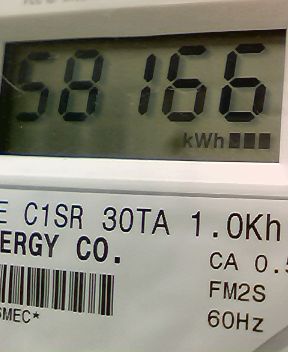 58166
kWh
E C1SR 30TA 1.0Kh
ERGY CO.
CA 0.5
FM2S
60Hz
SMEC*